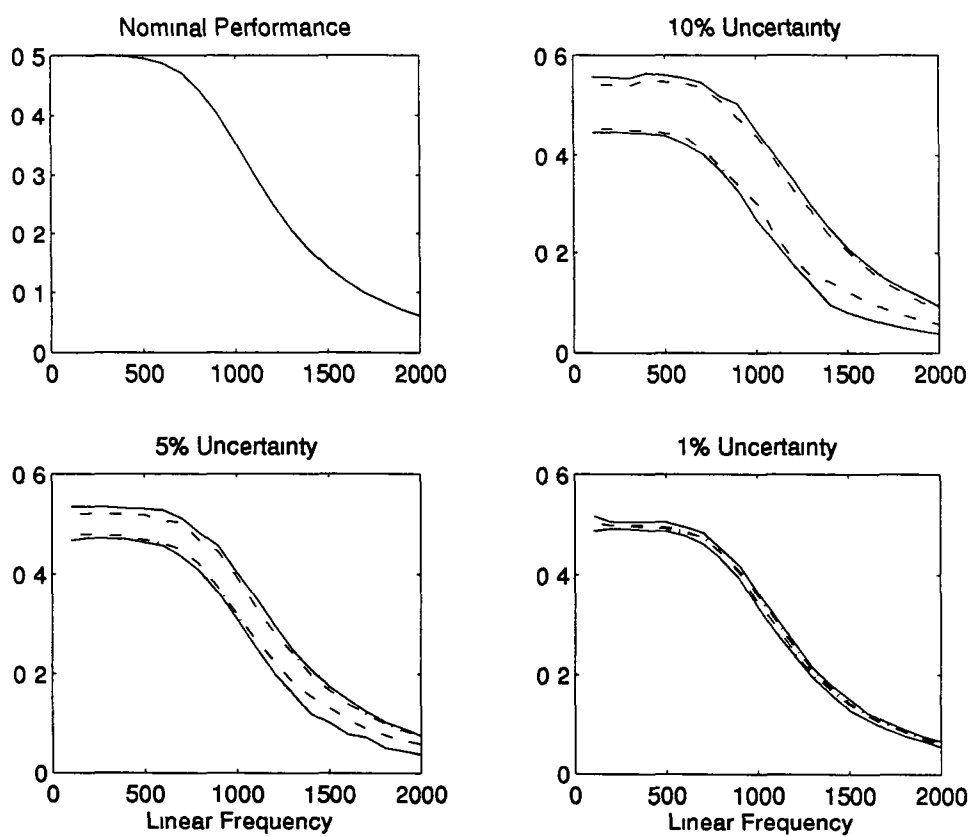 Nominal Performance
0 5
0 4
0 3
0 2
0 1
0
0 500 1000 1500 2000
10% Uncertainty
0 6
0 4
0 2
0
0 500 1000 1500 2000
5% Uncertainty
0 6
0 4
0 2
0
0 500 1000 1500 2000
Linear Frequency
1% Uncertainty
0 6
0 4
0 2
0
0 500 1000 1500 2000
Linear Frequency